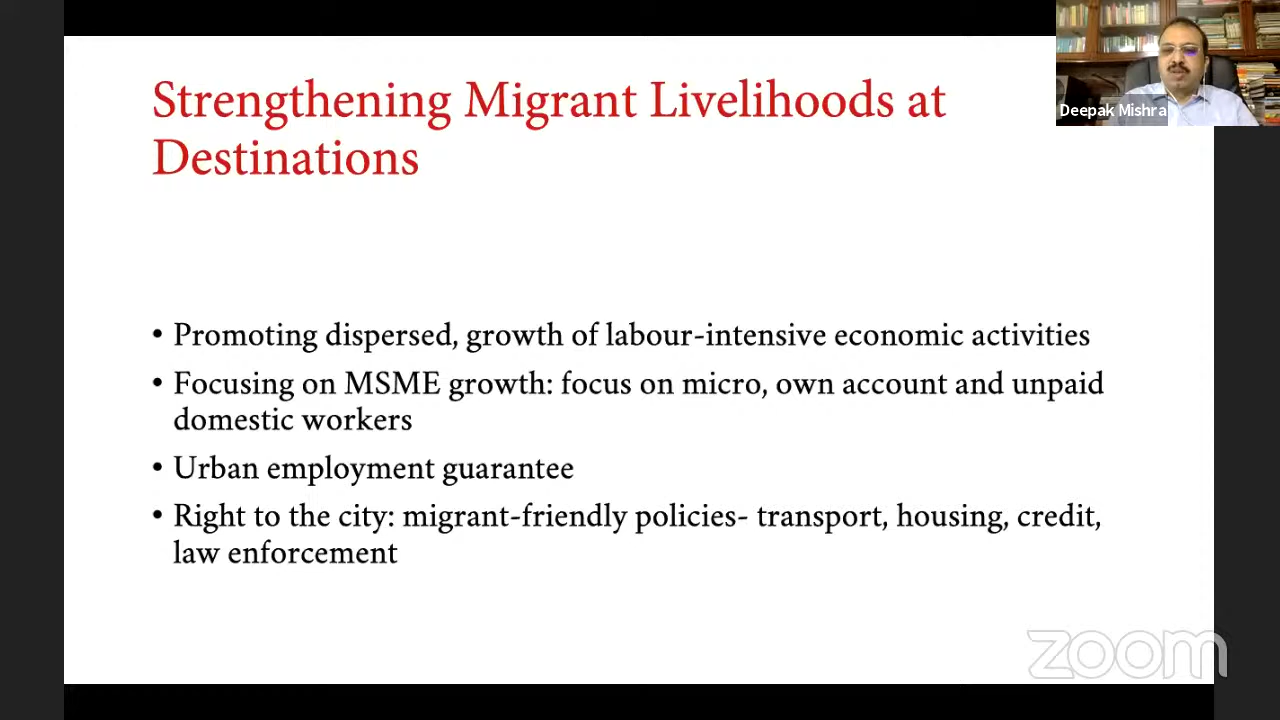 Strengthening Migrant Livelihoods at
Destinations
Deepak Mishra
• Promoting dispersed, growth of labour-intensive economic activities
• Focusing on MSME growth: focus on micro, own account and unpaid
domestic workers
• Urban employment guarantee
• Right to the city: migrant-friendly policies- transport, housing, credit,
law enforcement
zoom